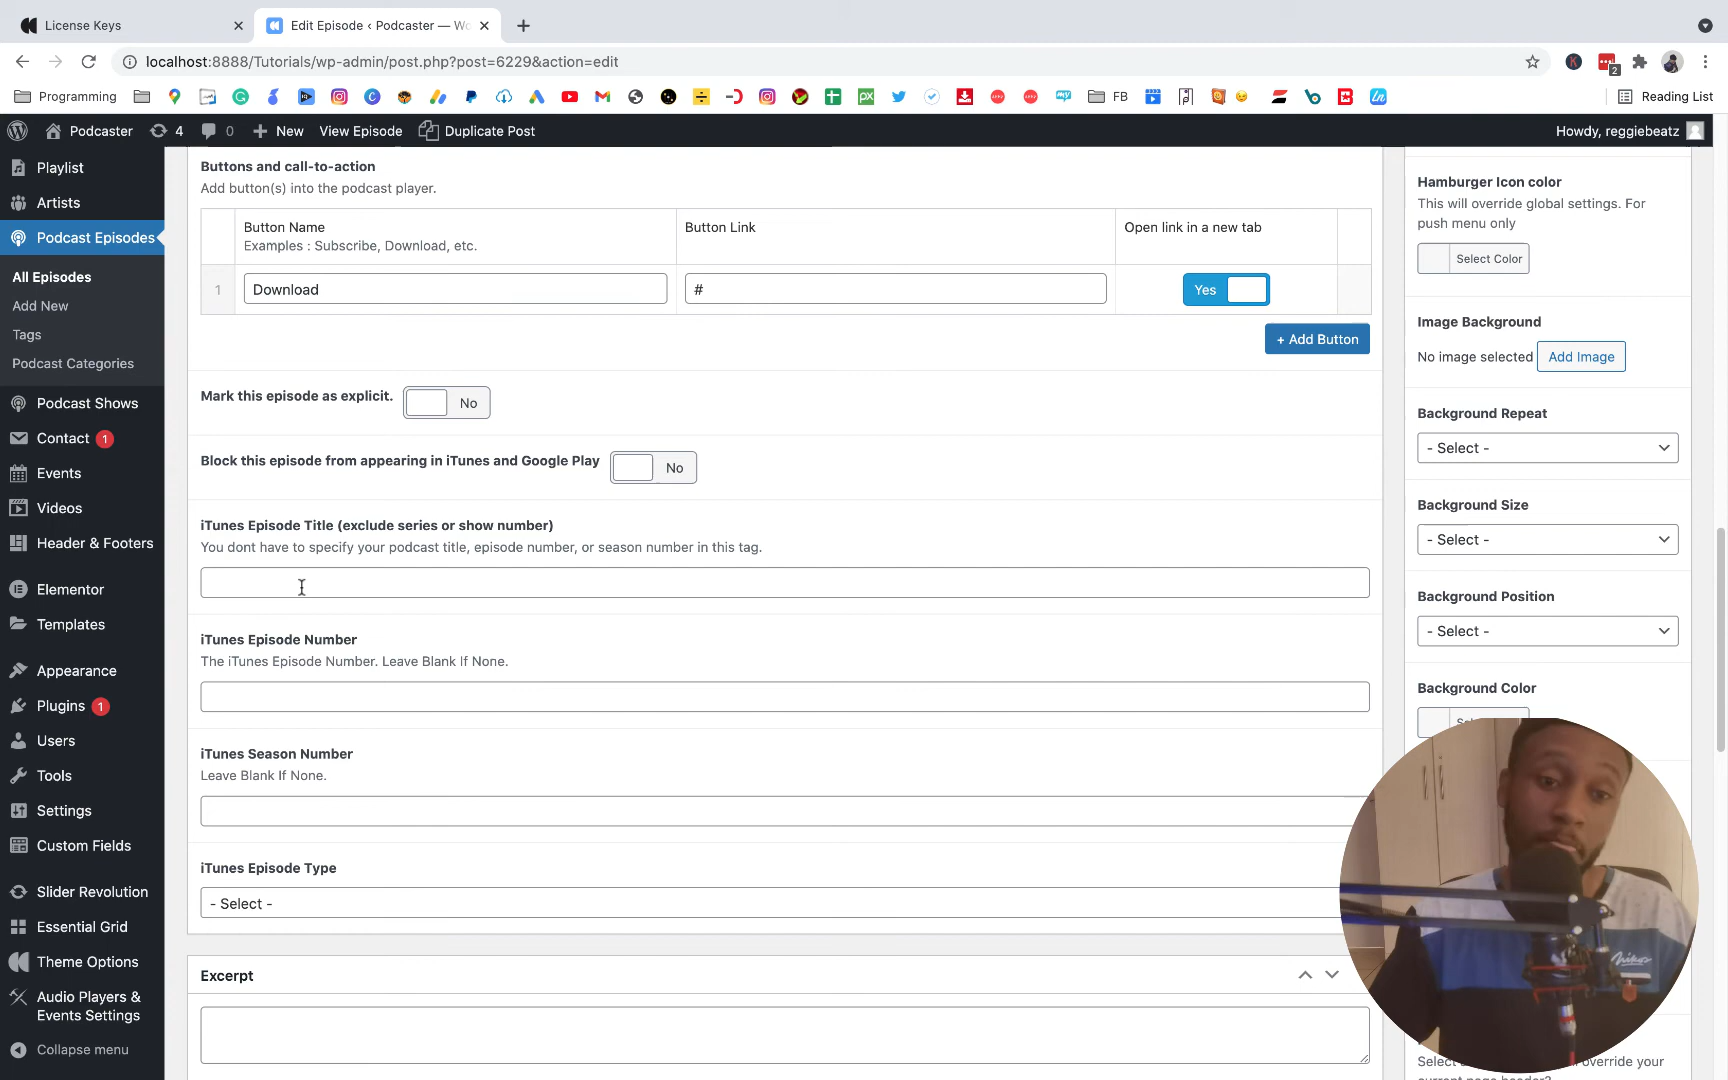 License Keys
Edit Episode ‹ Podcaster — Wo
localhost:8888/Tutorials/wp-admin/post.php?post=6229&action=edit
2
Programming
FB
Reading List
Podcaster
4
0
New
View Episode
Duplicate Post
Howdy, reggiebeatz
Playlist
Artists
Podcast Episodes
All Episodes
Add New
Tags
Podcast Categories
Podcast Shows
Contact 1
Events
Videos
Header & Footers
Elementor
Templates
Appearance
Plugins 1
Users
Tools
Settings
Custom Fields
Slider Revolution
Essential Grid
Theme Options
Audio Players &
Events Settings
Collapse menu
Buttons and call-to-action
Add button(s) into the podcast player.
Button Name
Examples : Subscribe, Download, etc.
Button Link
Open link in a new tab
1
Download
#
Yes
+ Add Button
Mark this episode as explicit.
No
Block this episode from appearing in iTunes and Google Play
No
iTunes Episode Title (exclude series or show number)
You dont have to specify your podcast title, episode number, or season number in this tag.
iTunes Episode Number
The iTunes Episode Number. Leave Blank If None.
iTunes Season Number
Leave Blank If None.
iTunes Episode Type
- Select -
Excerpt
Hamburger Icon color
This will override global settings. For
push menu only
Select Color
Image Background
No image selected
Add Image
Background Repeat
- Select -
Background Size
- Select -
Background Position
- Select -
Background Color
Select
override your